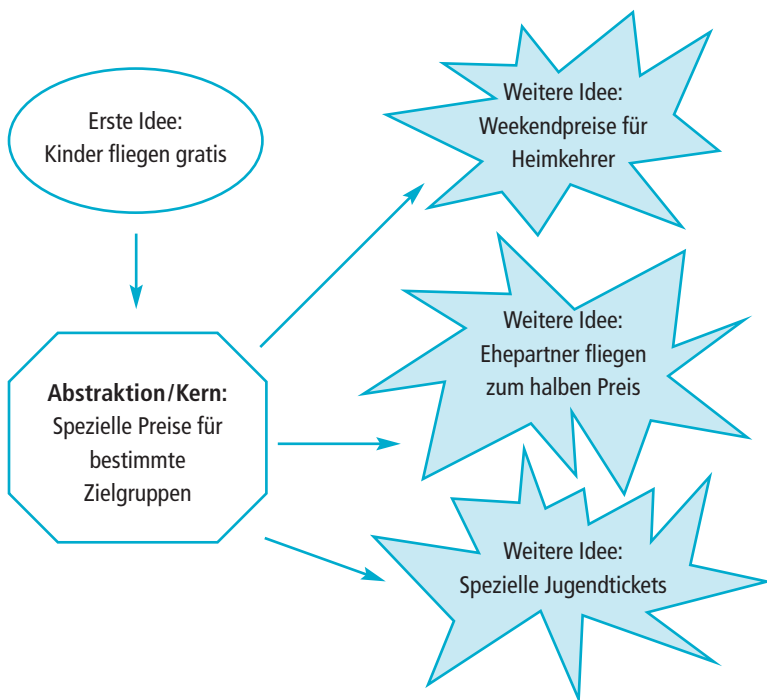 Erste Idee:
Kinder fliegen gratis
Abstraktion/Kern:
Spezielle Preise für
bestimmte
Zielgruppen
Weitere Idee:
Weekendpreise für
Heimkehrer
Weitere Idee:
Ehepartner fliegen
zum halben Preis
Weitere Idee:
Spezielle Jugendtickets